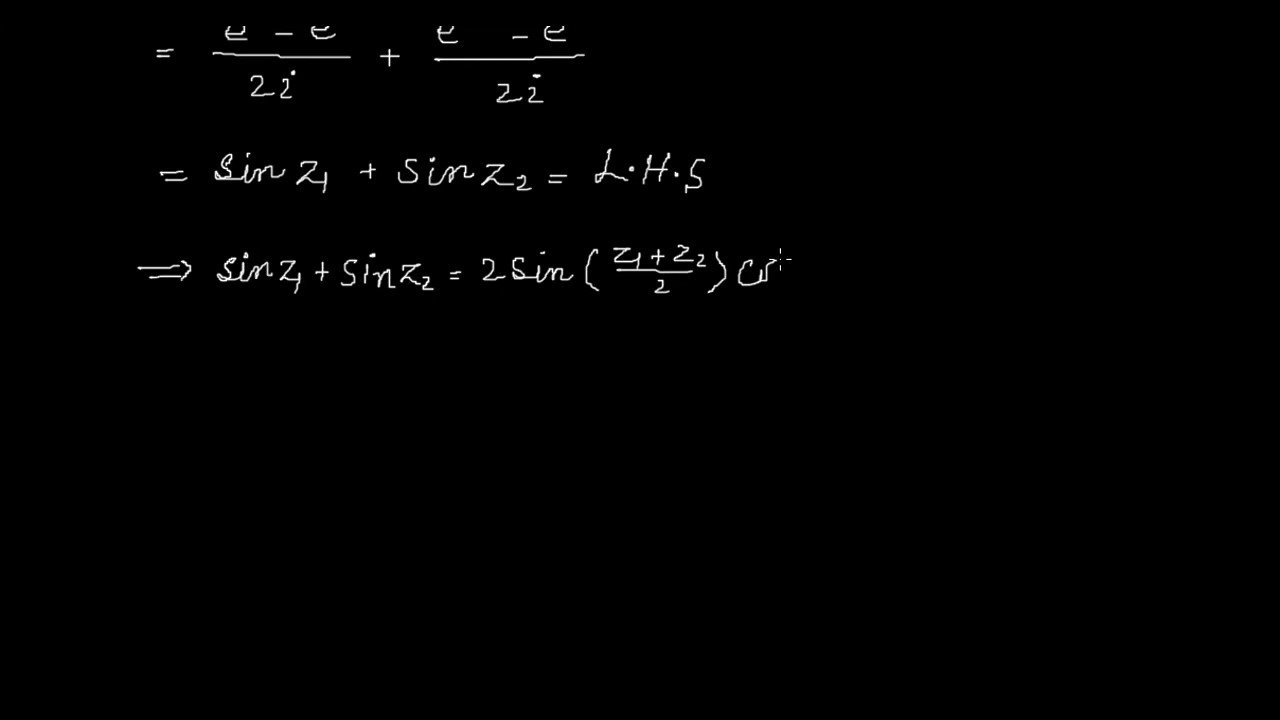 = e - e / 2i + e - e / 2i
= sin z₁ + sin z₂ = L.H.S
⟹ sin z₁ + sin z₂ = 2 sin ( z₁ + z₂ / 2 )